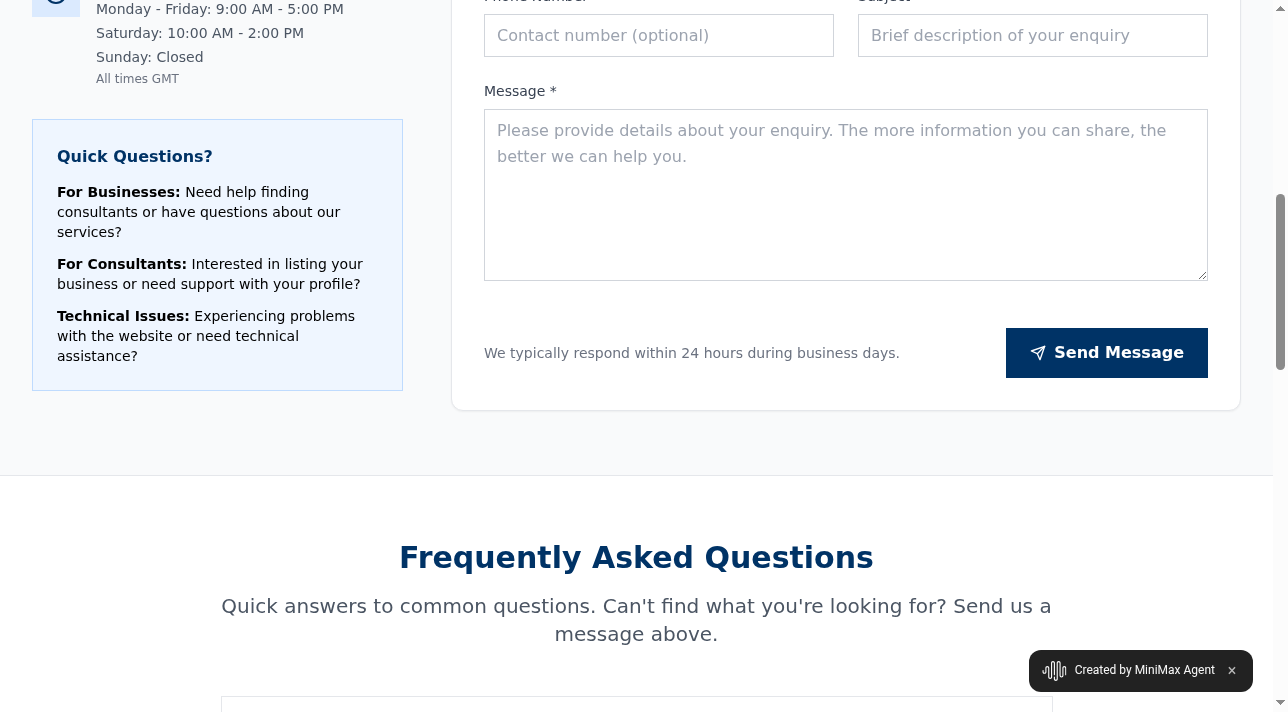 Monday - Friday: 9:00 AM - 5:00 PM
Saturday: 10:00 AM - 2:00 PM
Sunday: Closed
All times GMT
Quick Questions?
For Businesses: Need help finding
consultants or have questions about our
services?
For Consultants: Interested in listing your
business or need support with your profile?
Technical Issues: Experiencing problems
with the website or need technical
assistance?
Contact number (optional)
Brief description of your enquiry
Message *
Please provide details about your enquiry. The more information you can share, the
better we can help you.
We typically respond within 24 hours during business days.
Send Message
Frequently Asked Questions
Quick answers to common questions. Can't find what you're looking for? Send us a
message above.
Created by MiniMax Agent